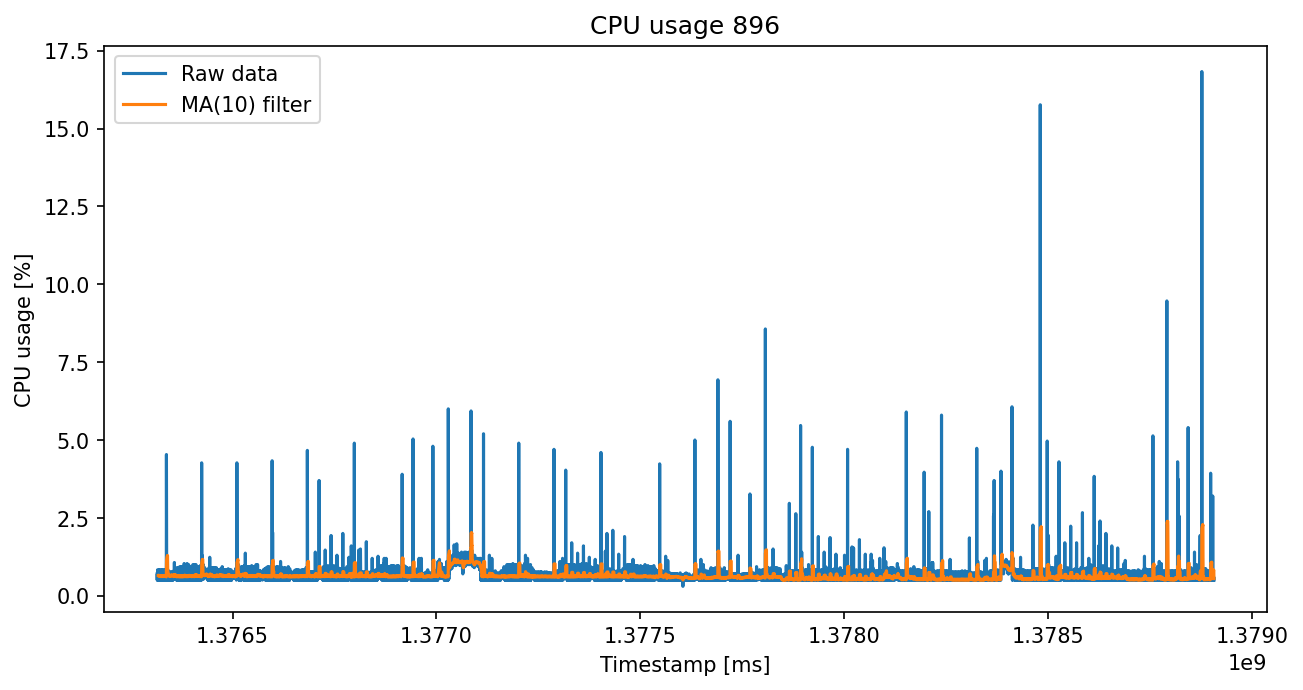 CPU usage 896
17.5
15.0
12.5
10.0
7.5
5.0
2.5
0.0
CPU usage [%]
Raw data
MA(10) filter
1.3765 1.3770 1.3775 1.3780 1.3785 1.3790
1e9
Timestamp [ms]